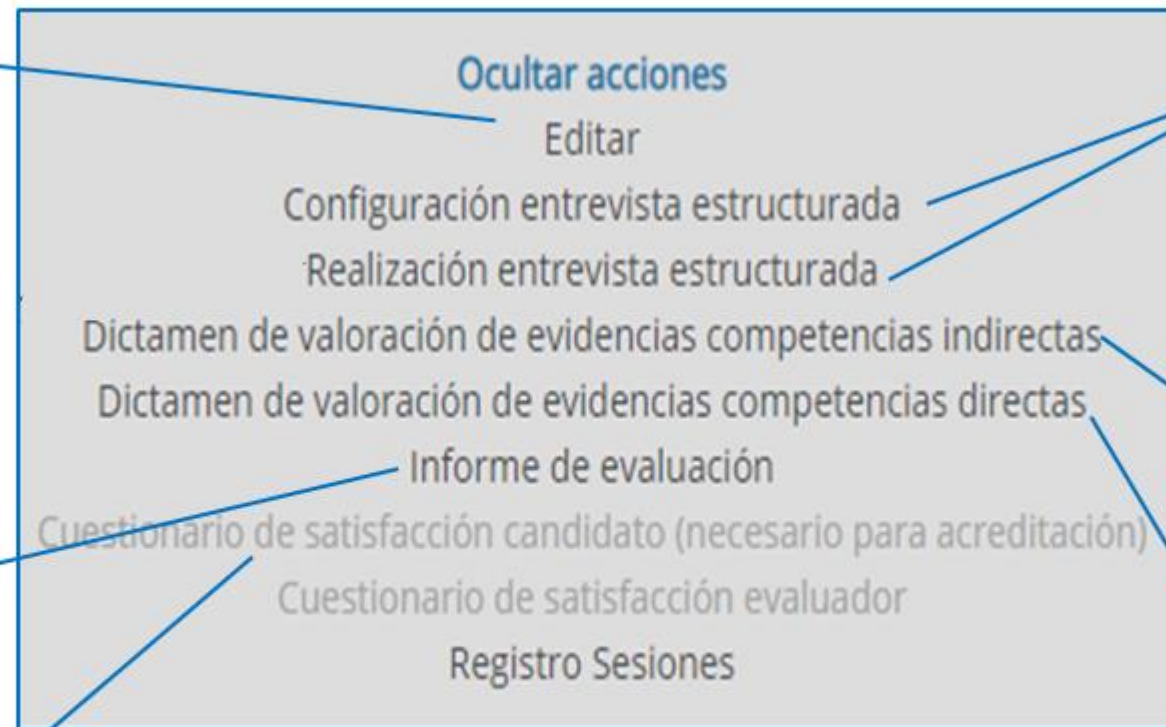 Ocultar acciones
Editar
Configuración entrevista estructurada
Realización entrevista estructurada
Dictamen de valoración de evidencias competencias indirectas
Dictamen de valoración de evidencias competencias directas
Informe de evaluación
Cuestionario de satisfacción candidato (necesario para acreditación)
Cuestionario de satisfacción evaluador
Registro Sesiones